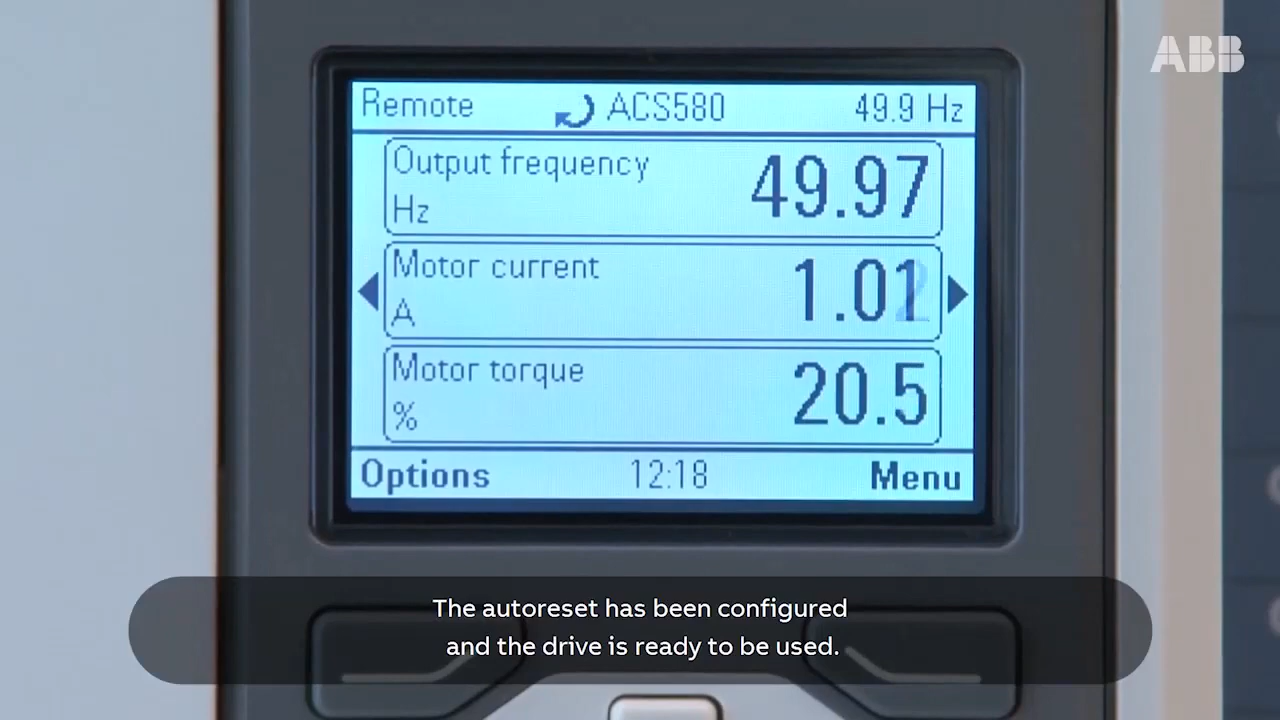 ABB
Remote ACS580 49.9 Hz
Output frequency 49.97
Hz
Motor current 1.01
A
Motor torque 20.5
%
Options 12:18 Menu
The autoreset has been configured
and the drive is ready to be used.